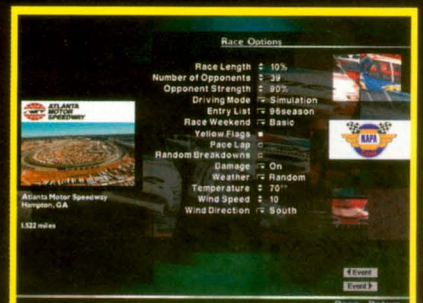 Race Options
Race Length 10%
Number of Opponents 39
Opponent Strength 90%
Driving Mode Simulation
Entry List 96season
Race Weekend Basic
Yellow Flags
Pace Lap
Random Breakdowns
Damage On
Weather Random
Temperature 70°
Wind Speed 10
Wind Direction South
ATLANTA
MOTOR
SPEEDWAY
Atlanta Motor Speedway
Hampton, GA
1.522 miles
NAPA
Event
Event